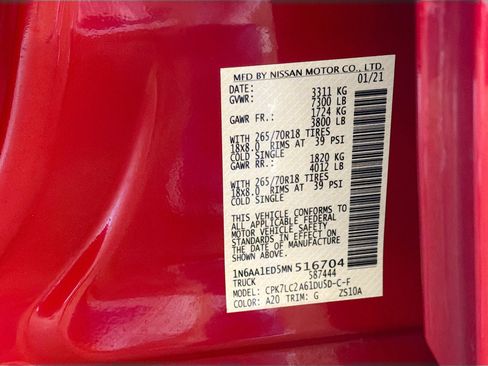 MFD BY NISSAN MOTOR CO., LTD.
DATE: 01/21
GVWR: 3311 KG
7300 LB
GAWR FR.: 1724 KG
3800 LB
WITH 265/70R18 TIRES
18x8.0 RIMS AT 39 PSI
COLD SINGLE
GAWR RR: 1820 KG
4012 LB
WITH 265/70R18 TIRES
18x8.0 RIMS AT 39 PSI
COLD SINGLE
THIS VEHICLE CONFORMS TO
ALL APPLICABLE FEDERAL
MOTOR VEHICLE SAFETY
STANDARDS IN EFFECT ON
THE DATE OF MANUFACTURE
SHOWN ABOVE.
1N6AA1ED5MN516704
TRUCK 587444
MODEL: CPK7LC2A61DUSD-C-F
COLOR: A20 TRIM: G ZS10A